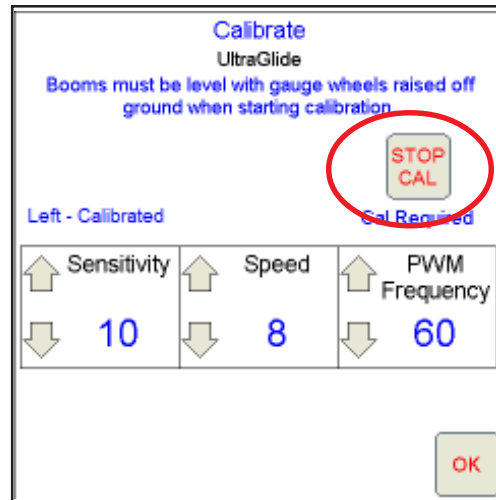 Calibrate
UltraGlide
Booms must be level with gauge wheels raised off
ground when starting calibration
STOP
CAL
Left - Calibrated
Cal Required
Sensitivity
10
Speed
8
PWM
Frequency
60
OK